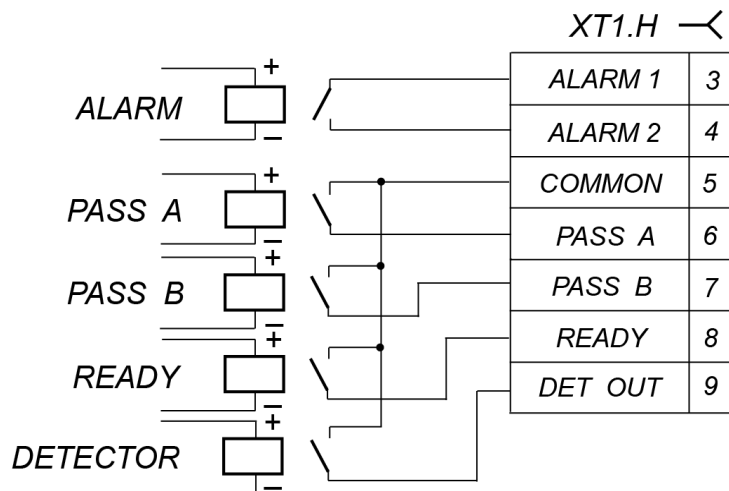 XT1.H
+
ALARM
−
ALARM 1 3
ALARM 2 4
+
PASS A
−
COMMON 5
PASS A 6
+
PASS B
−
PASS B 7
+
READY
−
READY 8
+
DETECTOR
−
DET OUT 9